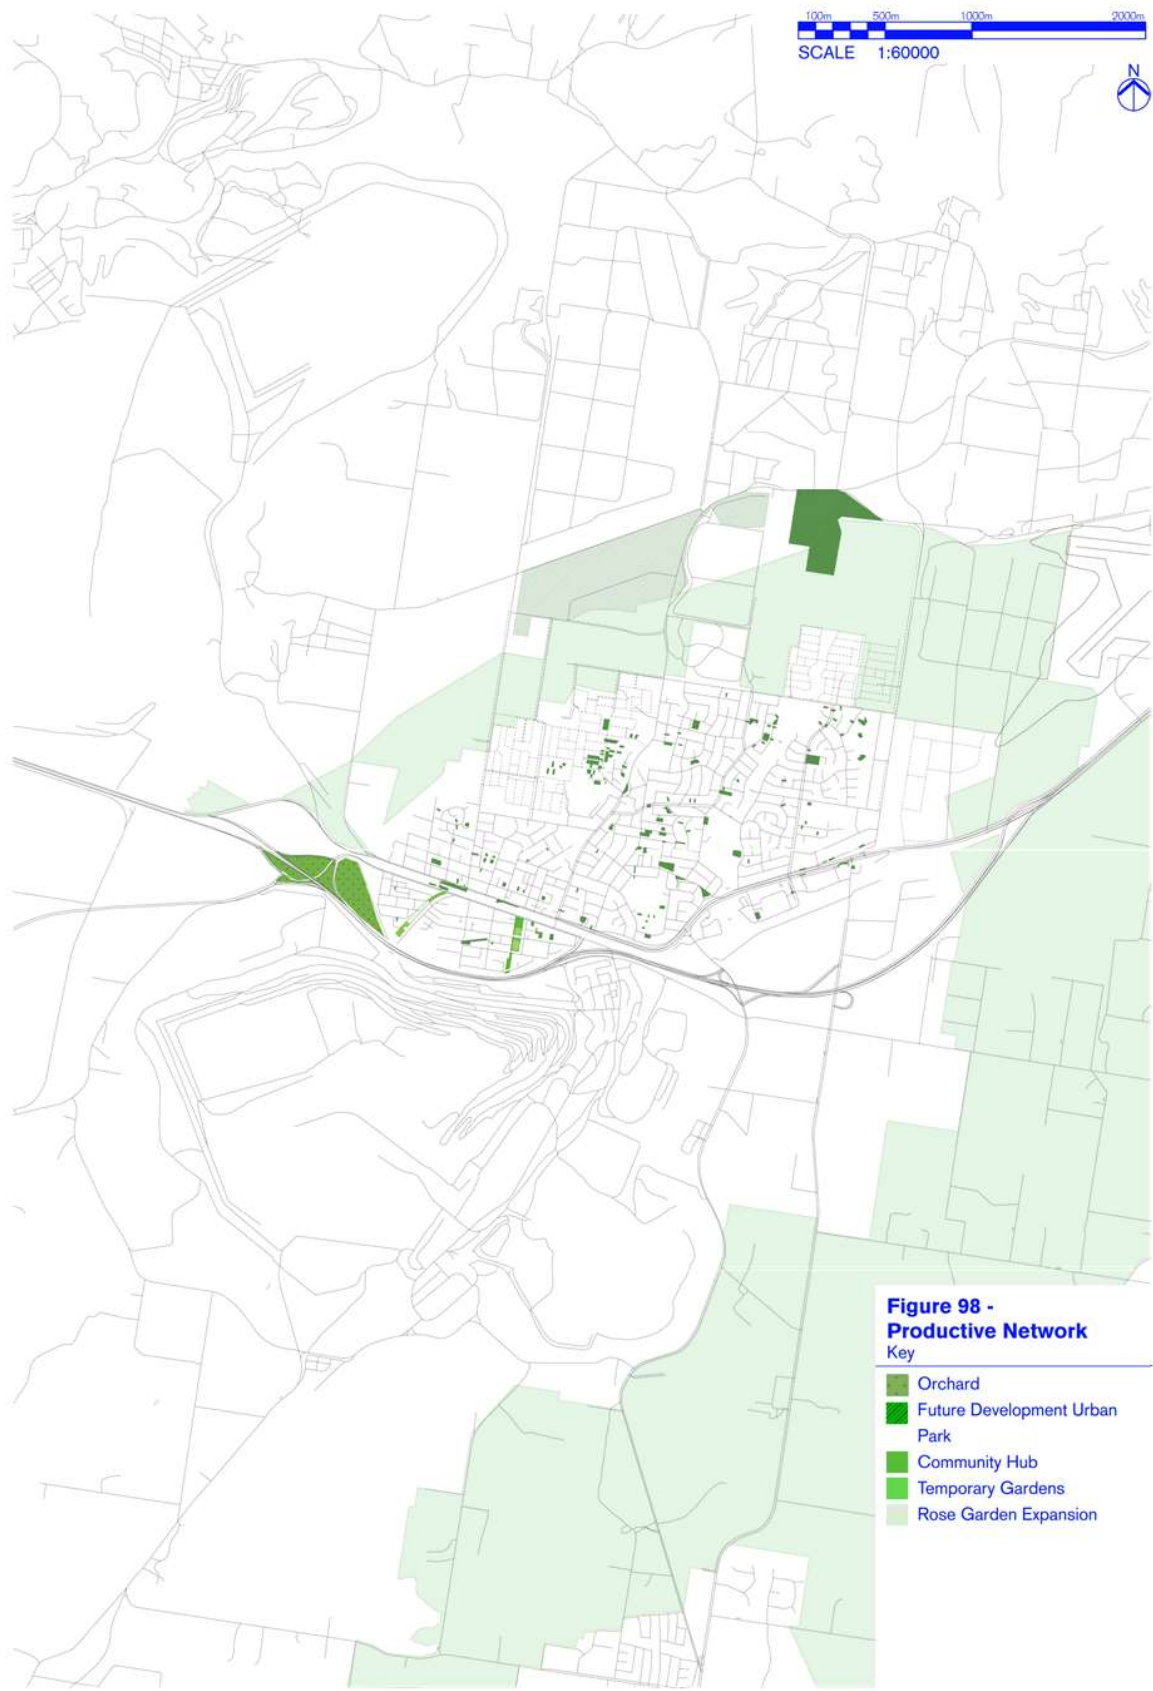 100m 500m 1000m 2000m
SCALE 1:60000
N
Figure 98 -
Productive Network
Key
Orchard
Future Development Urban
Park
Community Hub
Temporary Gardens
Rose Garden Expansion